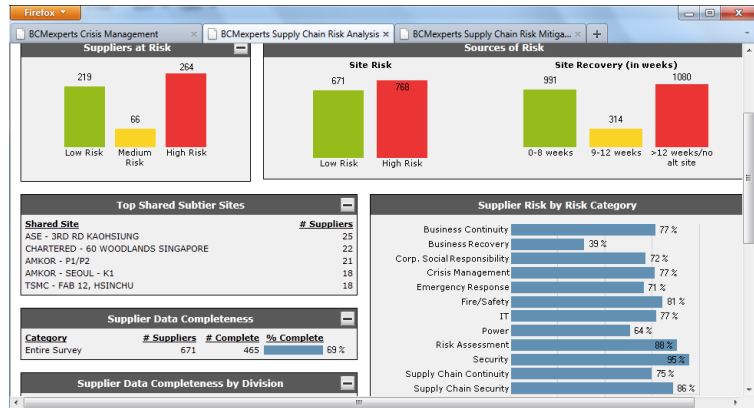 Firefox
BCMexperts Crisis Management
BCMexperts Supply Chain Risk Analysis
BCMexperts Supply Chain Risk Mitiga...
Suppliers at Risk
219
66
264
Low Risk
Medium Risk
High Risk
Sources of Risk
Site Risk
671
768
Low Risk
High Risk
Site Recovery (in weeks)
991
314
1080
0-8 weeks
9-12 weeks
>12 weeks/no alt site
Top Shared Subtier Sites
Shared Site # Suppliers
ASE - 3RD RD KAOHSIUNG 25
CHARTERED - 60 WOODLANDS SINGAPORE 22
AMKOR - P1/P2 21
AMKOR - SEOUL - K1 18
TSMC - FAB 12, HSINCHU 18
Supplier Data Completeness
Category # Suppliers # Complete % Complete
Entire Survey 671 465 69 %
Supplier Data Completeness by Division
Supplier Risk by Risk Category
Business Continuity 77 %
Business Recovery 39 %
Corp. Social Responsibility 72 %
Crisis Management 77 %
Emergency Response 71 %
Fire/Safety 81 %
IT 77 %
Power 64 %
Risk Assessment 88 %
Security 95 %
Supply Chain Continuity 75 %
Supply Chain Security 86 %